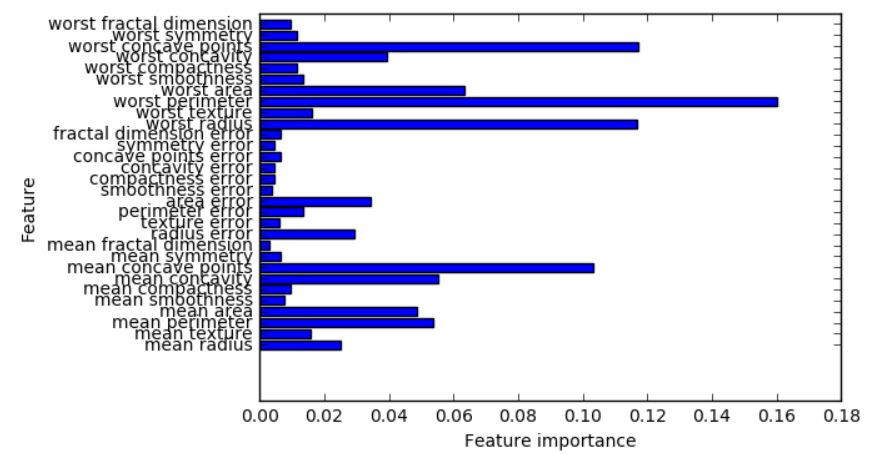 worst fractal dimension
worst symmetry
worst concave points
worst concavity
worst compactness
worst smoothness
worst area
worst perimeter
worst texture
worst radius
fractal dimension error
symmetry error
concave points error
concavity error
compactness error
smoothness error
area error
perimeter error
texture error
radius error
mean fractal dimension
mean symmetry
mean concave points
mean concavity
mean compactness
mean smoothness
mean area
mean perimeter
mean texture
mean radius
Feature
0.00 0.02 0.04 0.06 0.08 0.10 0.12 0.14 0.16 0.18
Feature importance